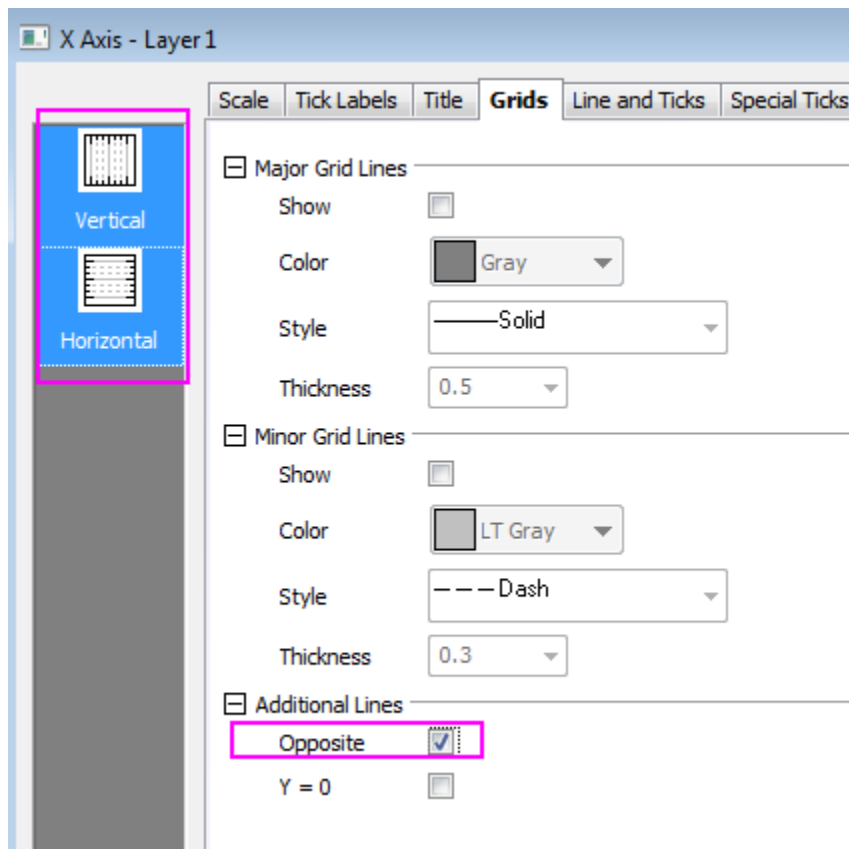 X Axis - Layer 1
Scale Tick Labels Title Grids Line and Ticks Special Ticks
Vertical
Horizontal
Major Grid Lines
Show
Color Gray
Style Solid
Thickness 0.5
Minor Grid Lines
Show
Color LT Gray
Style Dash
Thickness 0.3
Additional Lines
Opposite
Y = 0